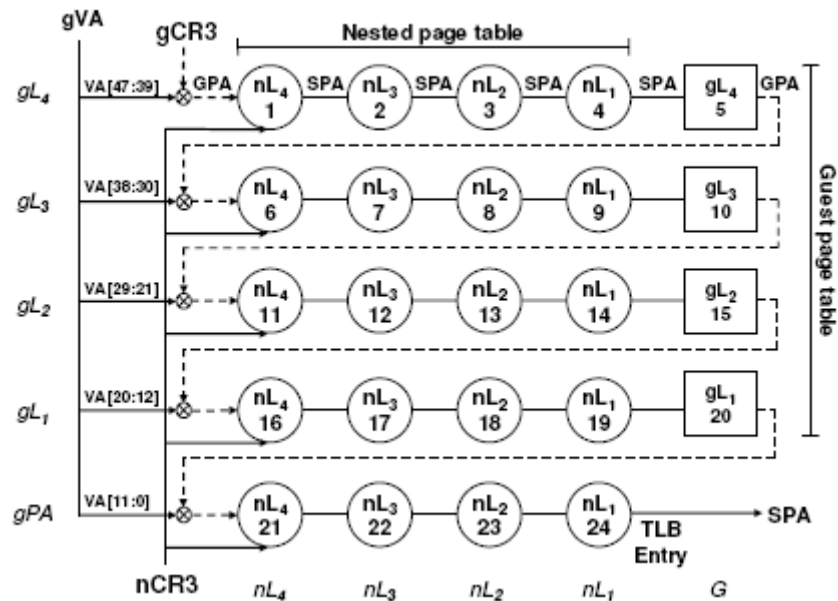 gVA
gCR3
Nested page table
gL4 VA[47:39] GPA nL4 1 SPA nL3 2 SPA nL2 3 SPA nL1 4 SPA gL4 5 GPA
gL3 VA[38:30] nL4 6 nL3 7 nL2 8 nL1 9 gL3 10
gL2 VA[29:21] nL4 11 nL3 12 nL2 13 nL1 14 gL2 15
gL1 VA[20:12] nL4 16 nL3 17 nL2 18 nL1 19 gL1 20
Guest page table
gPA VA[11:0] nL4 21 nL3 22 nL2 23 nL1 24 TLB Entry SPA
nCR3 nL4 nL3 nL2 nL1 G